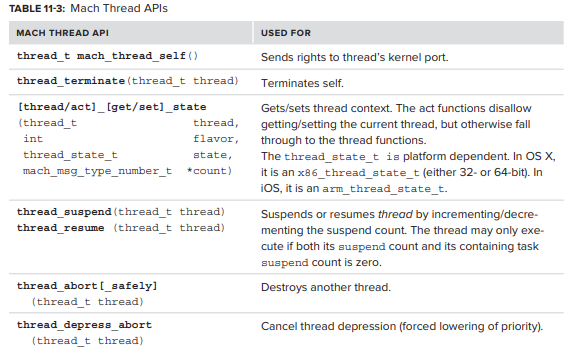 TABLE 11-3: Mach Thread APIs
MACH THREAD API USED FOR
thread_t mach_thread_self() Sends rights to thread's kernel port.
thread_terminate(thread_t thread) Terminates self.
[thread/act]_[get/set]_state
(thread_t thread,
int flavor,
thread_state_t state,
mach_msg_type_number_t *count)
Gets/sets thread context. The act functions disallow
getting/setting the current thread, but otherwise fall
through to the thread functions.
The thread_state_t is platform dependent. In OS X,
it is an x86_thread_state_t (either 32- or 64-bit). In
iOS, it is an arm_thread_state_t.
thread_suspend(thread_t thread)
thread_resume (thread_t thread)
Suspends or resumes thread by incrementing/decre-
menting the suspend count. The thread may only exe-
cute if both its suspend count and its containing task
suspend count is zero.
thread_abort[_safely]
(thread_t thread)
Destroys another thread.
thread_depress_abort
(thread_t thread)
Cancel thread depression (forced lowering of priority).